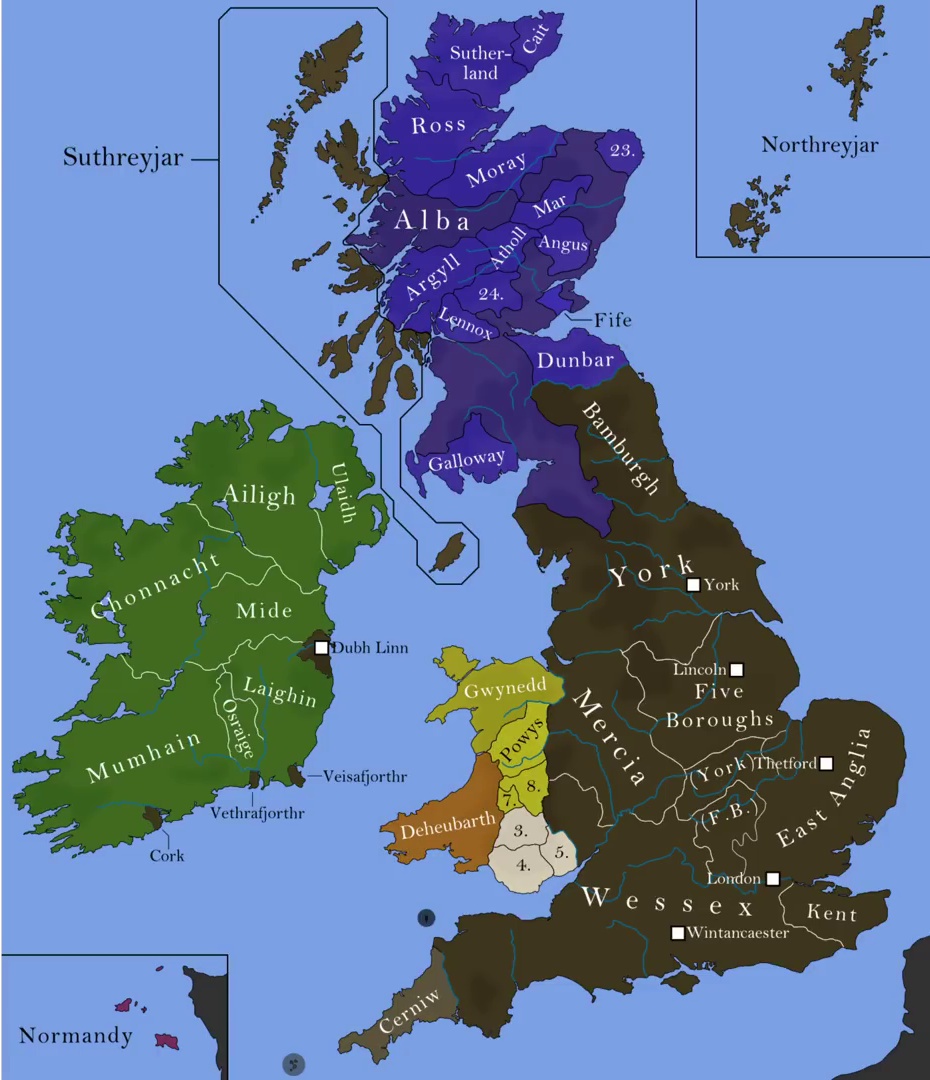 Cait
Suther-
land
Suthreyjar
Northreyjar
Ross
23.
Moray
Mar
Alba
Atholl
Angus
Argyll
24.
Lennox
Fife
Dunbar
Bamburgh
Galloway
Ulaidh
Ailigh
Chonnacht
York
York
Mide
Dubh Linn
Lincoln
Five
Boroughs
Gwynedd
Laighin
Osraige
Mercia
Powys
Mumhain
(York)
Thetford
Veisafjorthr
8.
7.
East Anglia
Vethrafjorthr
(F.B.)
Deheubarth
3.
Cork
4.
5.
London
Wessex
Kent
Wintancaester
Cerniw
Normandy